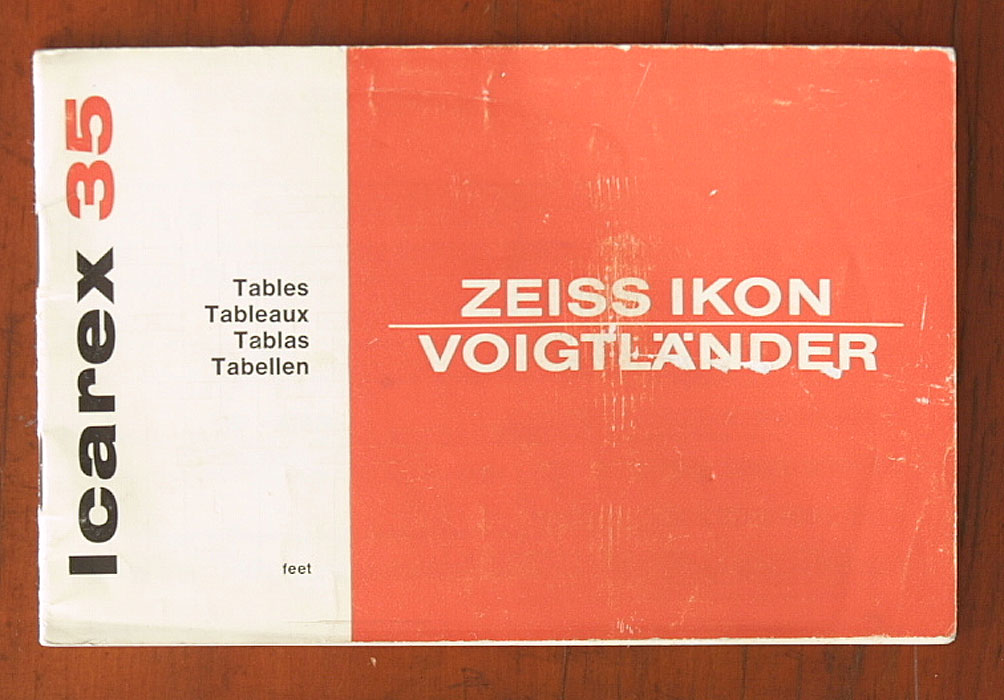 Icarex 35
Tables
Tableaux
Tablas
Tabellen
feet
ZEISS IKON
VOIGTLÄNDER